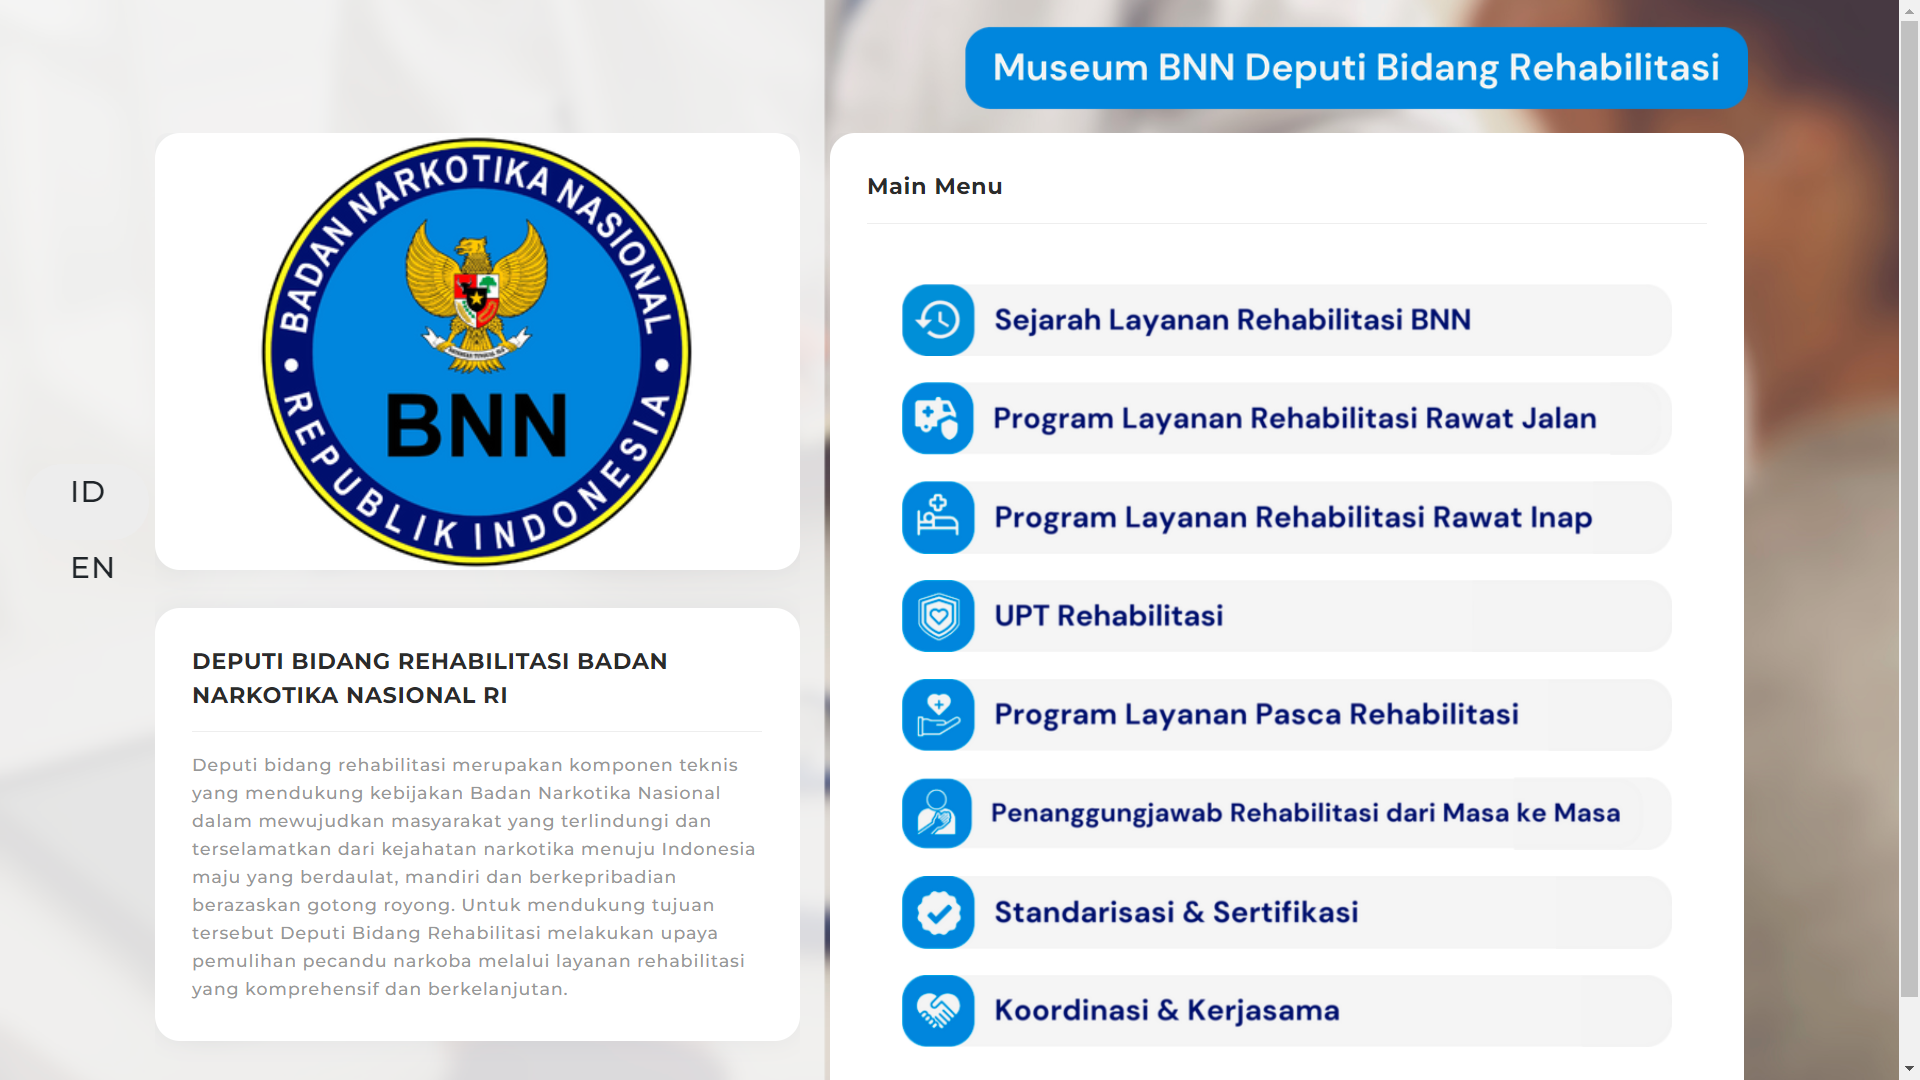 Museum BNN Deputi Bidang Rehabilitasi
BADAN NARKOTIKA NASIONAL
BNN
REPUBLIK INDONESIA
ID
EN
DEPUTI BIDANG REHABILITASI BADAN
NARKOTIKA NASIONAL RI
Deputi bidang rehabilitasi merupakan komponen teknis
yang mendukung kebijakan Badan Narkotika Nasional
dalam mewujudkan masyarakat yang terlindungi dan
terselamatkan dari kejahatan narkotika menuju Indonesia
maju yang berdaulat, mandiri dan berkepribadian
berazaskan gotong royong. Untuk mendukung tujuan
tersebut Deputi Bidang Rehabilitasi melakukan upaya
pemulihan pecandu narkoba melalui layanan rehabilitasi
yang komprehensif dan berkelanjutan.
Main Menu
Sejarah Layanan Rehabilitasi BNN
Program Layanan Rehabilitasi Rawat Jalan
Program Layanan Rehabilitasi Rawat Inap
UPT Rehabilitasi
Program Layanan Pasca Rehabilitasi
Penanggungjawab Rehabilitasi dari Masa ke Masa
Standarisasi & Sertifikasi
Koordinasi & Kerjasama